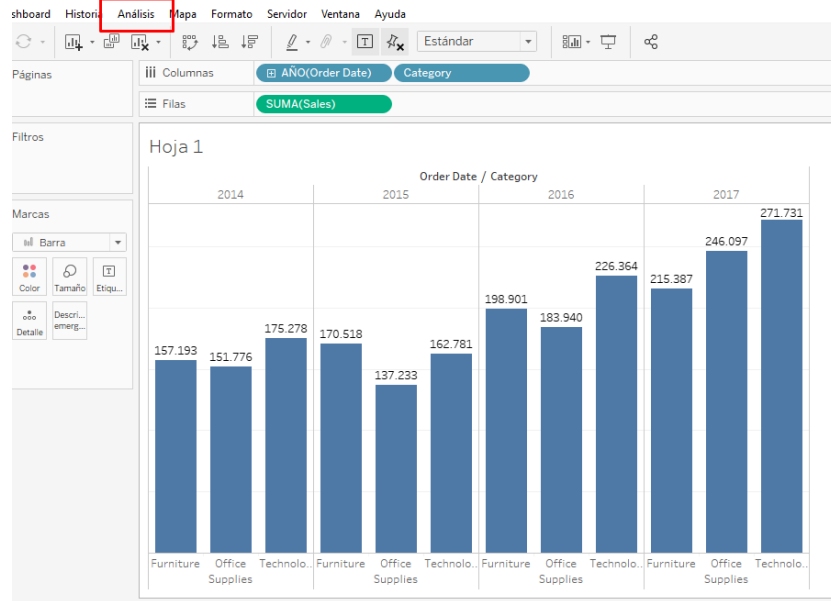 shboard Historia Análisis Mapa Formato Servidor Ventana Ayuda
Estándar
Páginas
Columnas AÑO(Order Date) Category
Filas SUMA(Sales)
Filtros
Hoja 1
Order Date / Category
2014 2015 2016 2017
Marcas
Barra
Color Tamaño Etiqu...
Detalle Descri...
emerg...
271.731
246.097
226.364
215.387
198.901
183.940
175.278
170.518
162.781
157.193
151.776
137.233
Furniture Office Technolo.. Furniture Office Technolo.. Furniture Office Technolo.. Furniture Office Technolo..
Supplies Supplies Supplies Supplies